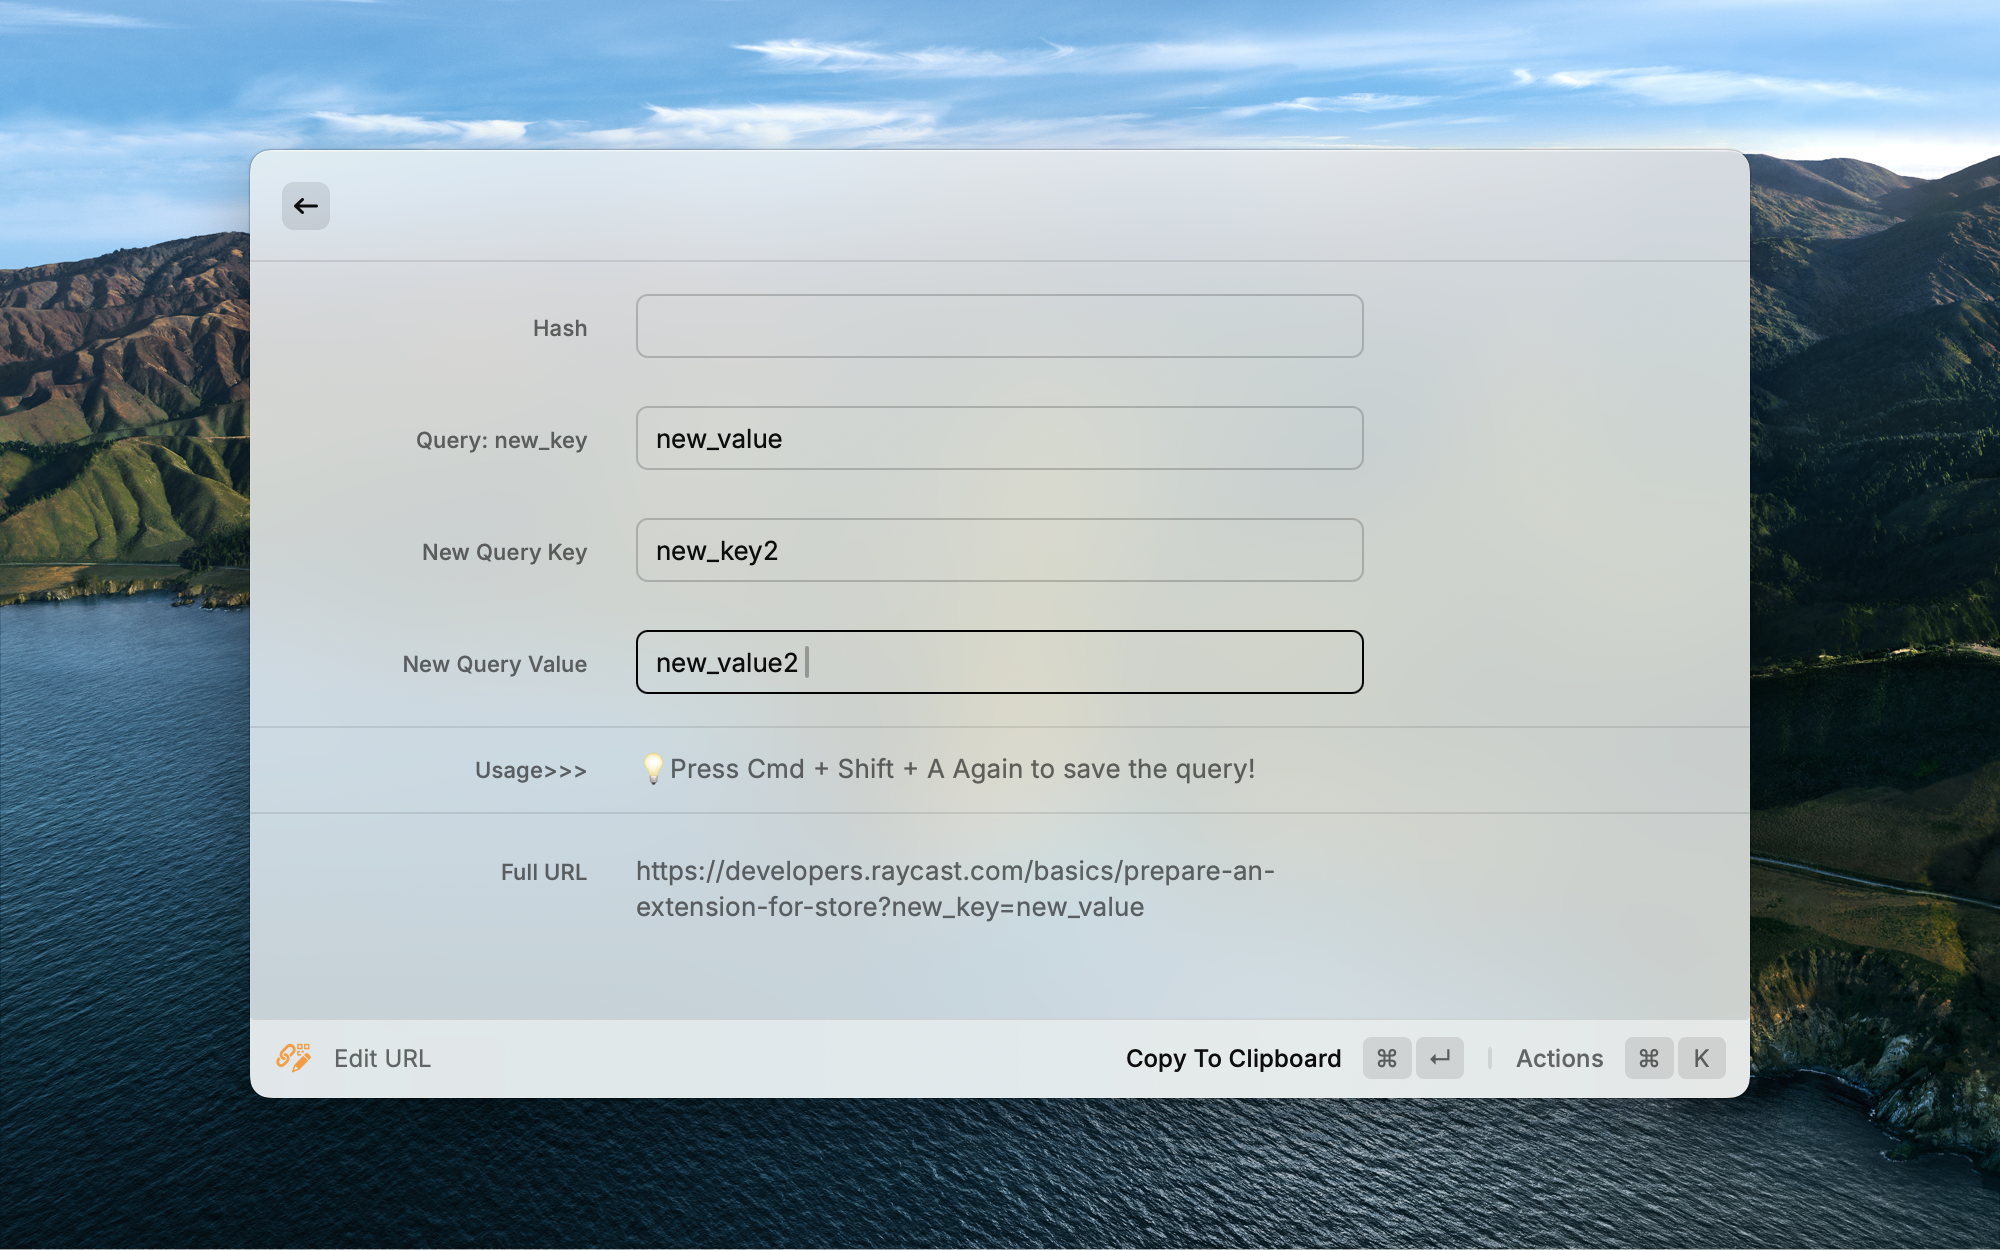 Hash
Query: new_key
new_value
New Query Key
new_key2
New Query Value
new_value2
Usage>>>
💡Press Cmd + Shift + A Again to save the query!
Full URL
https://developers.raycast.com/basics/prepare-an-
extension-for-store?new_key=new_value
Edit URL
Copy To Clipboard ⌘ ↵ Actions ⌘ K